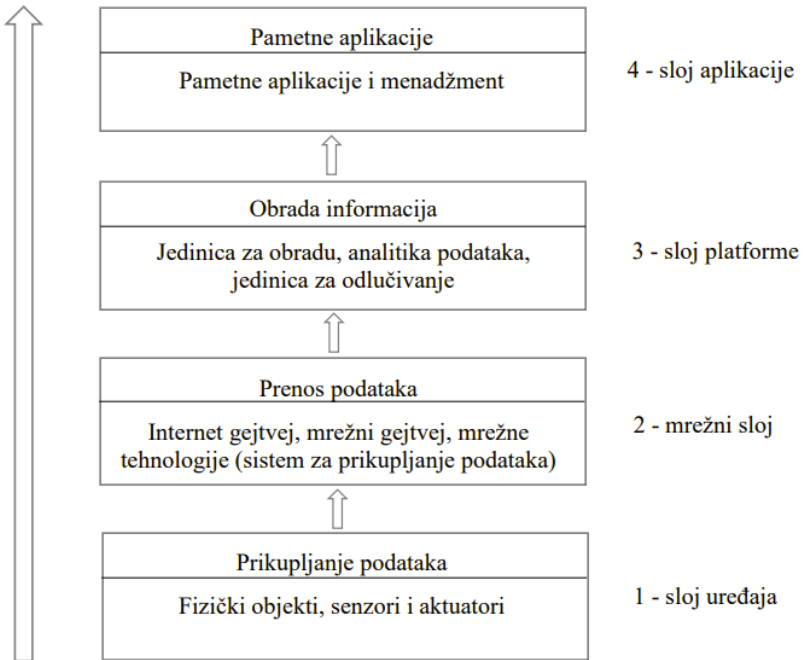 Pametne aplikacije
Pametne aplikacije i menadžment
4 - sloj aplikacije
Obrada informacija
Jedinica za obradu, analitika podataka,
jedinica za odlučivanje
3 - sloj platforme
Prenos podataka
Internet gejtvej, mrežni gejtvej, mrežne
tehnologije (sistem za prikupljanje podataka)
2 - mrežni sloj
Prikupljanje podataka
Fizički objekti, senzori i aktuatori
1 - sloj uređaja